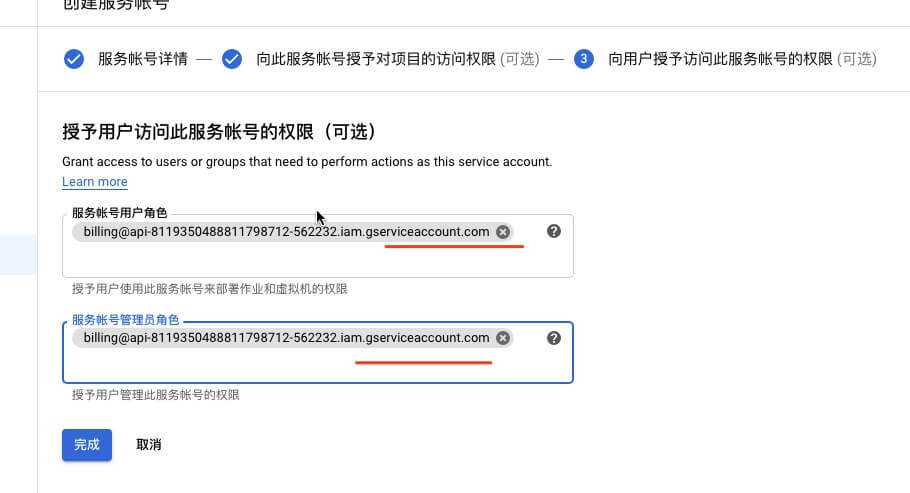 创建服务帐号
服务帐号详情 — 向此服务帐号授予对项目的访问权限 (可选) — 3 向用户授予访问此服务帐号的权限 (可选)
授予用户访问此服务帐号的权限（可选）
Grant access to users or groups that need to perform actions as this service account.
Learn more
服务帐号用户角色
billing@api-8119350488811798712-562232.iam.gserviceaccount.com
授予用户使用此服务帐号来部署作业和虚拟机的权限
服务帐号管理员角色
billing@api-8119350488811798712-562232.iam.gserviceaccount.com
授予用户管理此服务帐号的权限
完成 取消